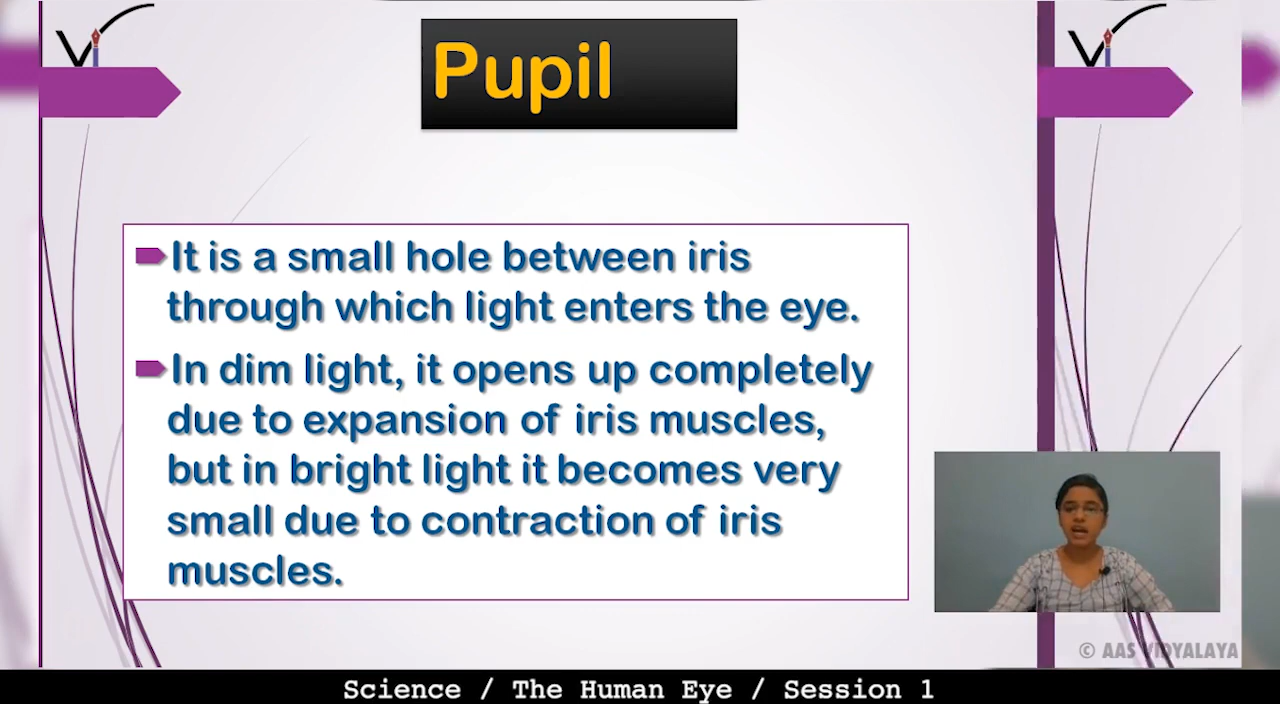 Pupil
It is a small hole between iris
through which light enters the eye.
In dim light, it opens up completely
due to expansion of iris muscles,
but in bright light it becomes very
small due to contraction of iris
muscles.
© AAS VIDYALAYA
Science / The Human Eye / Session 1